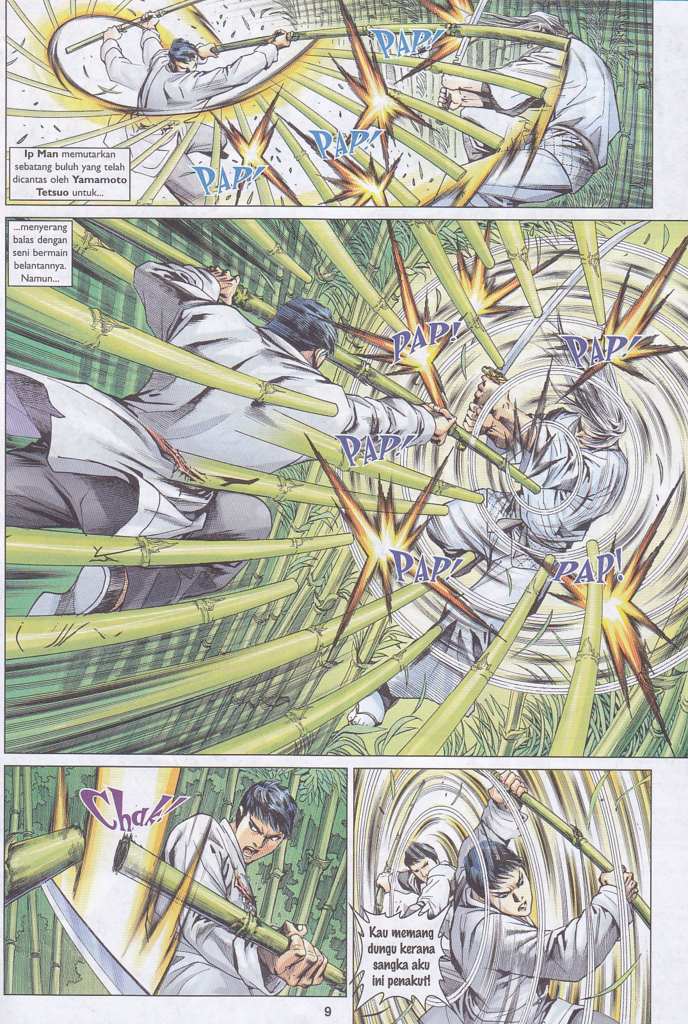 PAP!
PAP!
PAP!
Ip Man memutarkan
sebatang buluh yang telah
dicantas oleh Yamamoto
Tetsuo untuk...
...menyerang
balas dengan
seni bermain
belantannya.
Namun...
PAP!
PAP!
PAP!
PAP!
PAP!
Chak!
Kau memang
dungu kerana
sangka aku
ini penakut!
9